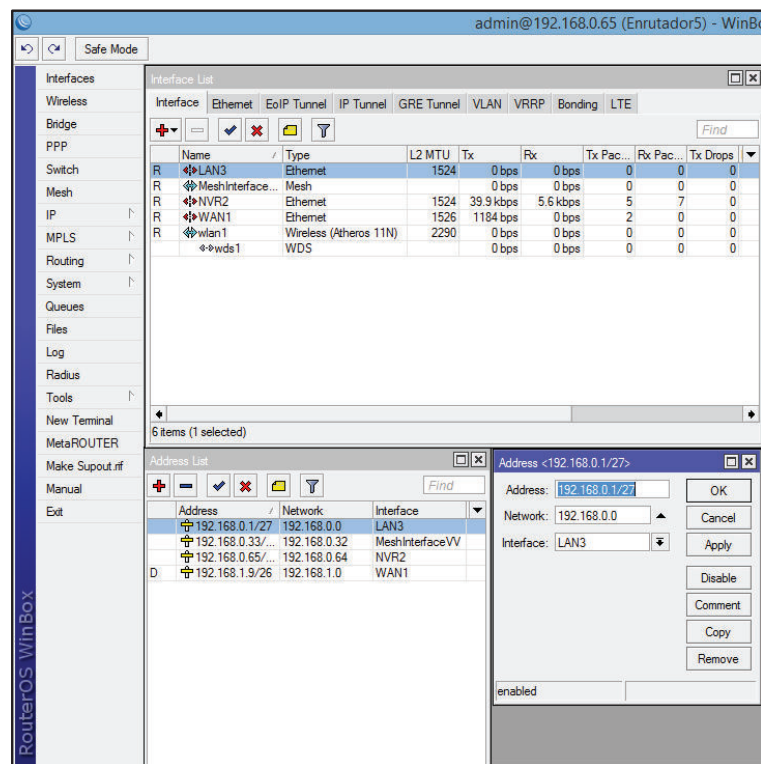 admin@192.168.0.65 (Enrutador5) - WinBo
Safe Mode
Interfaces
Wireless
Bridge
PPP
Switch
Mesh
IP
MPLS
Routing
System
Queues
Files
Log
Radius
Tools
New Terminal
MetaROUTER
Make Supout.rif
Manual
Exit
RouterOS WinBox
Interface List
Interface Ethernet EoIP Tunnel IP Tunnel GRE Tunnel VLAN VRRP Bonding LTE
Find
Name / Type L2 MTU Tx Rx Tx Pac... Rx Pac... Tx Drops
R LAN3 Ethernet 1524 0 bps 0 bps 0 0 0
R MeshInterface... Mesh 0 bps 0 bps 0 0 0
R NVR2 Ethernet 1524 39.9 kbps 5.6 kbps 5 7 0
R WAN1 Ethernet 1526 1184 bps 0 bps 2 0 0
R wlan1 Wireless (Atheros 11N) 2290 0 bps 0 bps 0 0 0
wds1 WDS 0 bps 0 bps 0 0 0
6 items (1 selected)
Address List
Find
Address / Network Interface
192.168.0.1/27 192.168.0.0 LAN3
192.168.0.33/... 192.168.0.32 MeshInterfaceVV
192.168.0.65/... 192.168.0.64 NVR2
D 192.168.1.9/26 192.168.1.0 WAN1
Address <192.168.0.1/27>
Address: 192.168.0.1/27
Network: 192.168.0.0
Interface: LAN3
OK
Cancel
Apply
Disable
Comment
Copy
Remove
enabled